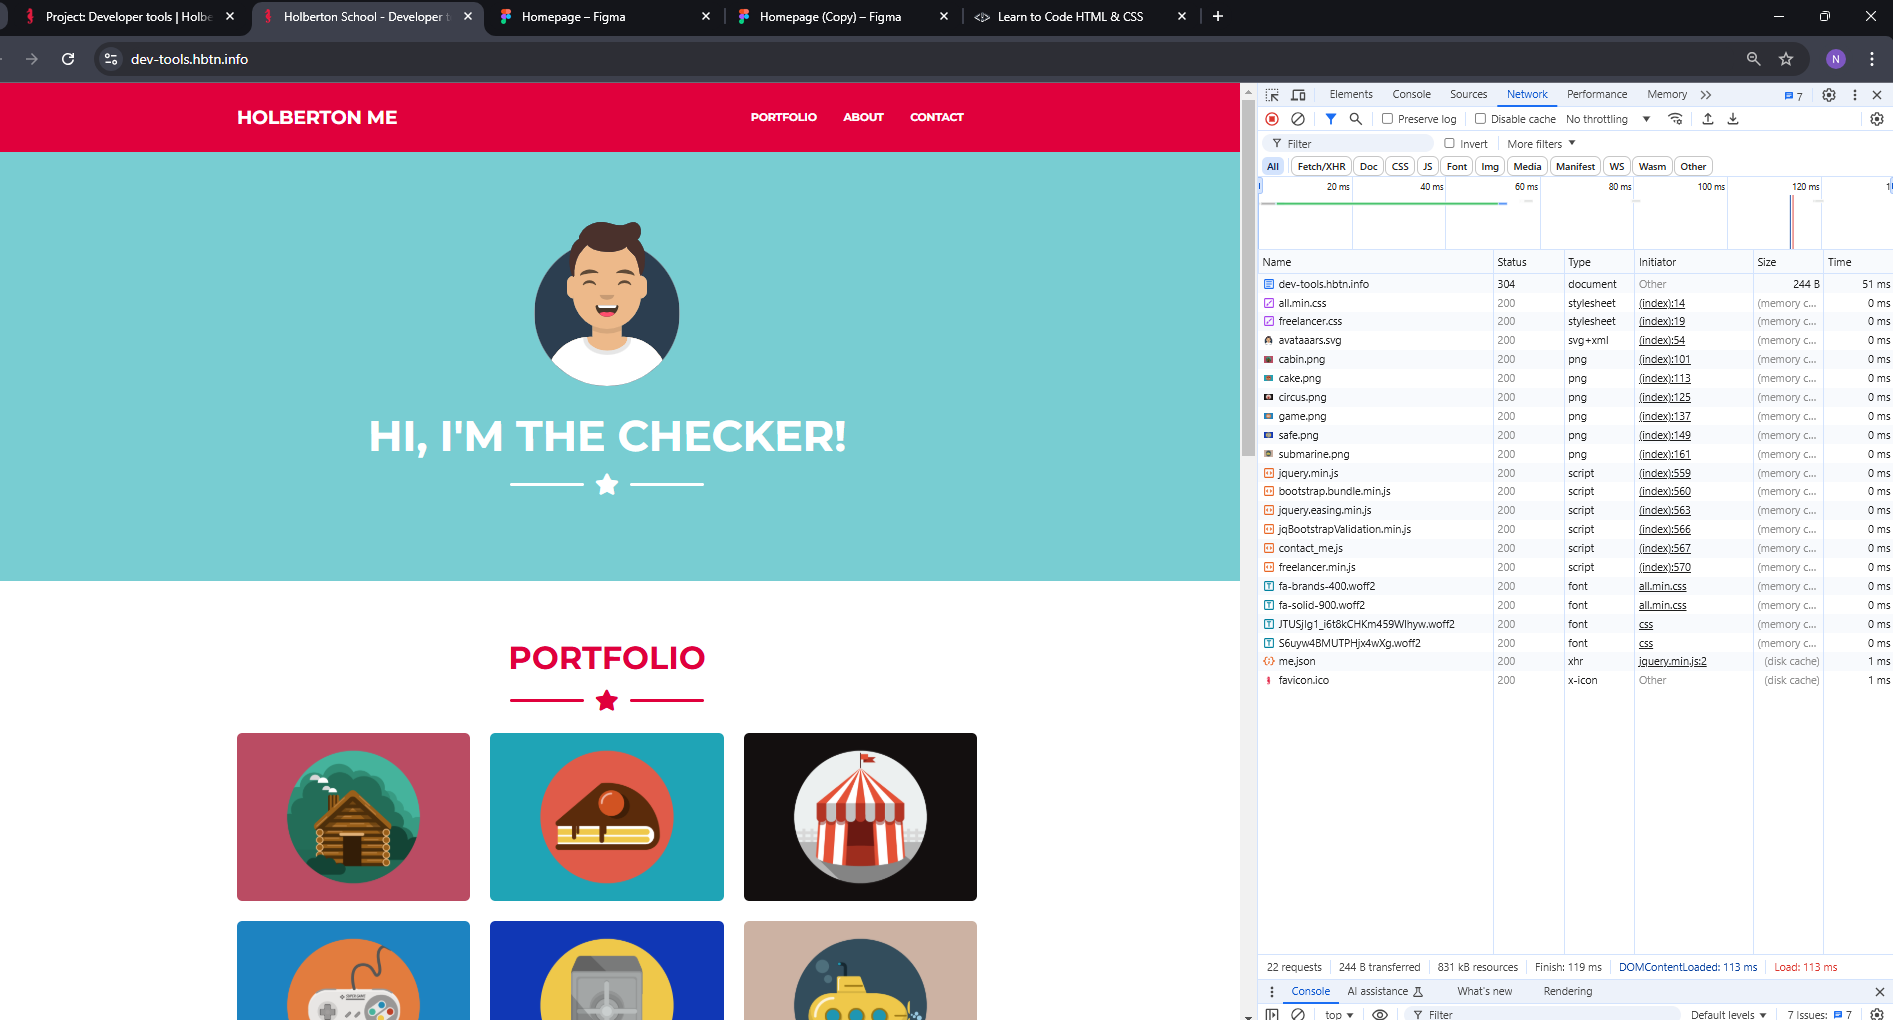 Project: Developer tools | Holbe
Holberton School - Developer t
Homepage – Figma
Homepage (Copy) – Figma
Learn to Code HTML & CSS
dev-tools.hbtn.info
N
HOLBERTON ME
PORTFOLIO ABOUT CONTACT
HI, I'M THE CHECKER!
PORTFOLIO
Elements Console Sources Network Performance Memory 7
Preserve log Disable cache No throttling
Filter Invert More filters
All Fetch/XHR Doc CSS JS Font Img Media Manifest WS Wasm Other
20 ms 40 ms 60 ms 80 ms 100 ms 120 ms 1
Name Status Type Initiator Size Time
dev-tools.hbtn.info 304 document Other 244 B 51 ms
all.min.css 200 stylesheet (index):14 (memory c... 0 ms
freelancer.css 200 stylesheet (index):19 (memory c... 0 ms
avataaars.svg 200 svg+xml (index):54 (memory c... 0 ms
cabin.png 200 png (index):101 (memory c... 0 ms
cake.png 200 png (index):113 (memory c... 0 ms
circus.png 200 png (index):125 (memory c... 0 ms
game.png 200 png (index):137 (memory c... 0 ms
safe.png 200 png (index):149 (memory c... 0 ms
submarine.png 200 png (index):161 (memory c... 0 ms
jquery.min.js 200 script (index):559 (memory c... 0 ms
bootstrap.bundle.min.js 200 script (index):560 (memory c... 0 ms
jquery.easing.min.js 200 script (index):563 (memory c... 0 ms
jqBootstrapValidation.min.js 200 script (index):566 (memory c... 0 ms
contact_me.js 200 script (index):567 (memory c... 0 ms
freelancer.min.js 200 script (index):570 (memory c... 0 ms
fa-brands-400.woff2 200 font all.min.css (memory c... 0 ms
fa-solid-900.woff2 200 font all.min.css (memory c... 0 ms
JTUSjIg1_i6t8kCHKm459Wlhyw.woff2 200 font css (memory c... 0 ms
S6uyw4BMUTPHjx4wXg.woff2 200 font css (memory c... 0 ms
me.json 200 xhr jquery.min.js:2 (disk cache) 1 ms
favicon.ico 200 x-icon Other (disk cache) 1 ms
22 requests 244 B transferred 831 kB resources Finish: 119 ms DOMContentLoaded: 113 ms Load: 113 ms
Console AI assistance What's new Rendering
top Filter Default levels 7 Issues: 7